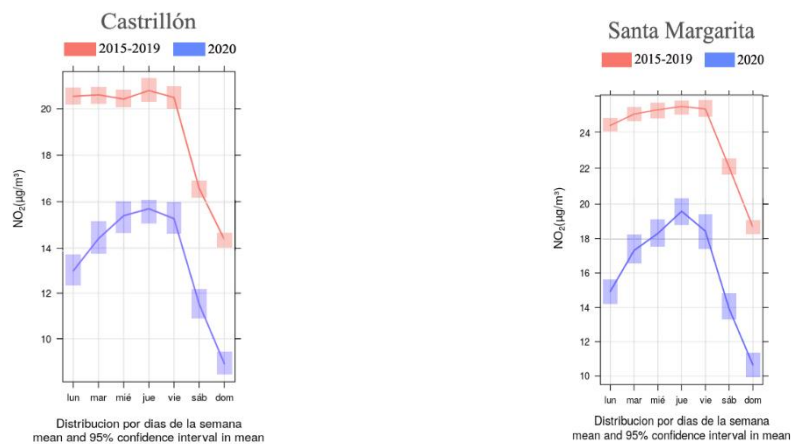 Castrillón
2015-2019 2020
NO₂(µg/m³)
20
18
16
14
12
10
lun mar mié jue vie sáb dom
Distribucion por dias de la semana
mean and 95% confidence interval in mean
Santa Margarita
2015-2019 2020
NO₂(µg/m³)
24
22
20
18
16
14
12
10
lun mar mié jue vie sáb dom
Distribucion por dias de la semana
mean and 95% confidence interval in mean